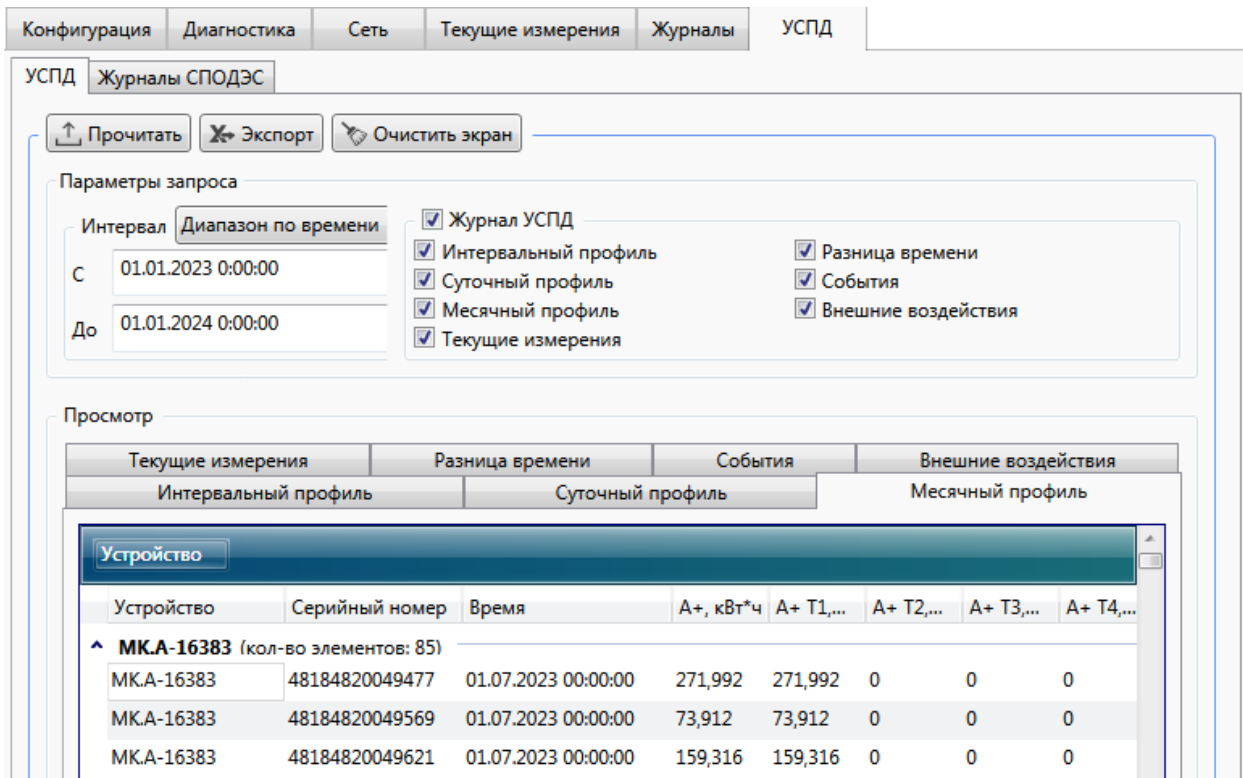 Конфигурация Диагностика Сеть Текущие измерения Журналы УСПД
УСПД Журналы СПОДЭС
Прочитать Экспорт Очистить экран
Параметры запроса
Интервал Диапазон по времени Журнал УСПД
Интервальный профиль Разница времени
С 01.01.2023 0:00:00 Суточный профиль События
Месячный профиль Внешние воздействия
До 01.01.2024 0:00:00 Текущие измерения
Просмотр
Текущие измерения Разница времени События Внешние воздействия
Интервальный профиль Суточный профиль Месячный профиль
Устройство
Устройство Серийный номер Время А+, кВт*ч А+ Т1,... А+ Т2,... А+ Т3,... А+ Т4,...
МК.А-16383 (кол-во элементов: 85)
МК.А-16383 48184820049477 01.07.2023 00:00:00 271,992 271,992 0 0 0
МК.А-16383 48184820049569 01.07.2023 00:00:00 73,912 73,912 0 0 0
МК.А-16383 48184820049621 01.07.2023 00:00:00 159,316 159,316 0 0 0